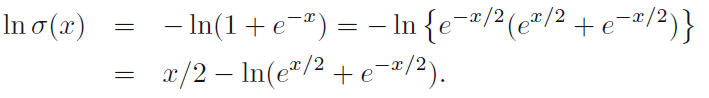 ln σ(x) = − ln(1 + e^{−x}) = − ln {e^{−x/2}(e^{x/2} + e^{−x/2})}
= x/2 − ln(e^{x/2} + e^{−x/2}).